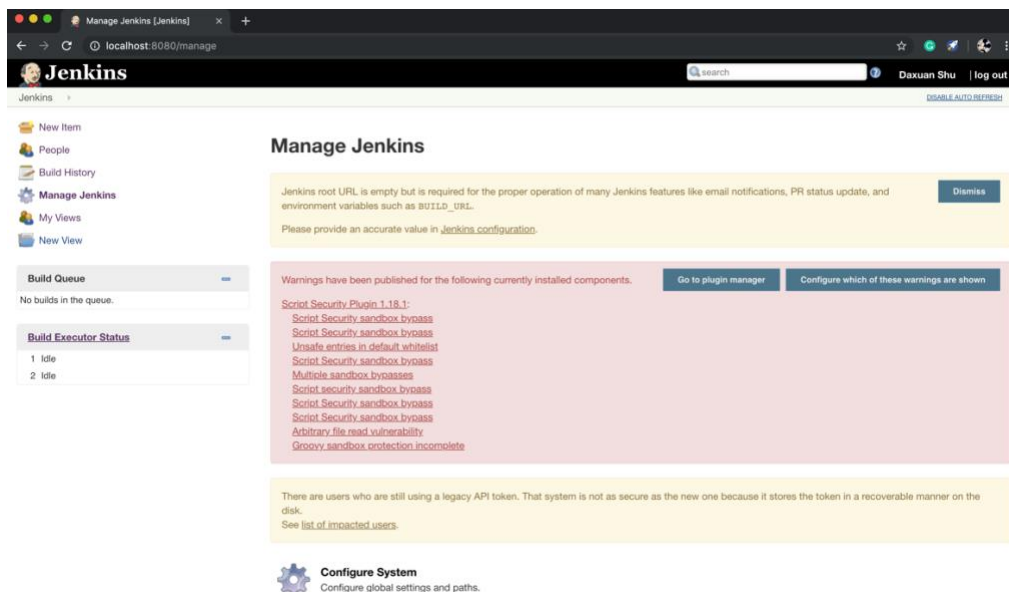 Manage Jenkins [Jenkins]
localhost:8080/manage
Jenkins
search
Daxuan Shu | log out
Jenkins
DISABLE AUTO REFRESH
New Item
People
Build History
Manage Jenkins
My Views
New View
Build Queue
No builds in the queue.
Build Executor Status
1 Idle
2 Idle
Manage Jenkins
Jenkins root URL is empty but is required for the proper operation of many Jenkins features like email notifications, PR status update, and
environment variables such as BUILD_URL.
Please provide an accurate value in Jenkins configuration.
Dismiss
Warnings have been published for the following currently installed components.
Go to plugin manager
Configure which of these warnings are shown
Script Security Plugin 1.18.1:
Script Security sandbox bypass
Script Security sandbox bypass
Unsafe entries in default whitelist
Script Security sandbox bypass
Multiple sandbox bypasses
Script security sandbox bypass
Script Security sandbox bypass
Script Security sandbox bypass
Arbitrary file read vulnerability
Groovy sandbox protection incomplete
There are users who are still using a legacy API token. That system is not as secure as the new one because it stores the token in a recoverable manner on the
disk.
See list of impacted users.
Configure System
Configure global settings and paths.